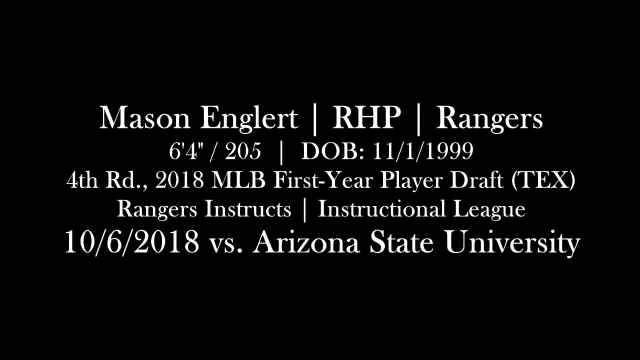 Mason Englert | RHP | Rangers
6'4" / 205 | DOB: 11/1/1999
4th Rd., 2018 MLB First-Year Player Draft (TEX)
Rangers Instructs | Instructional League
10/6/2018 vs. Arizona State University